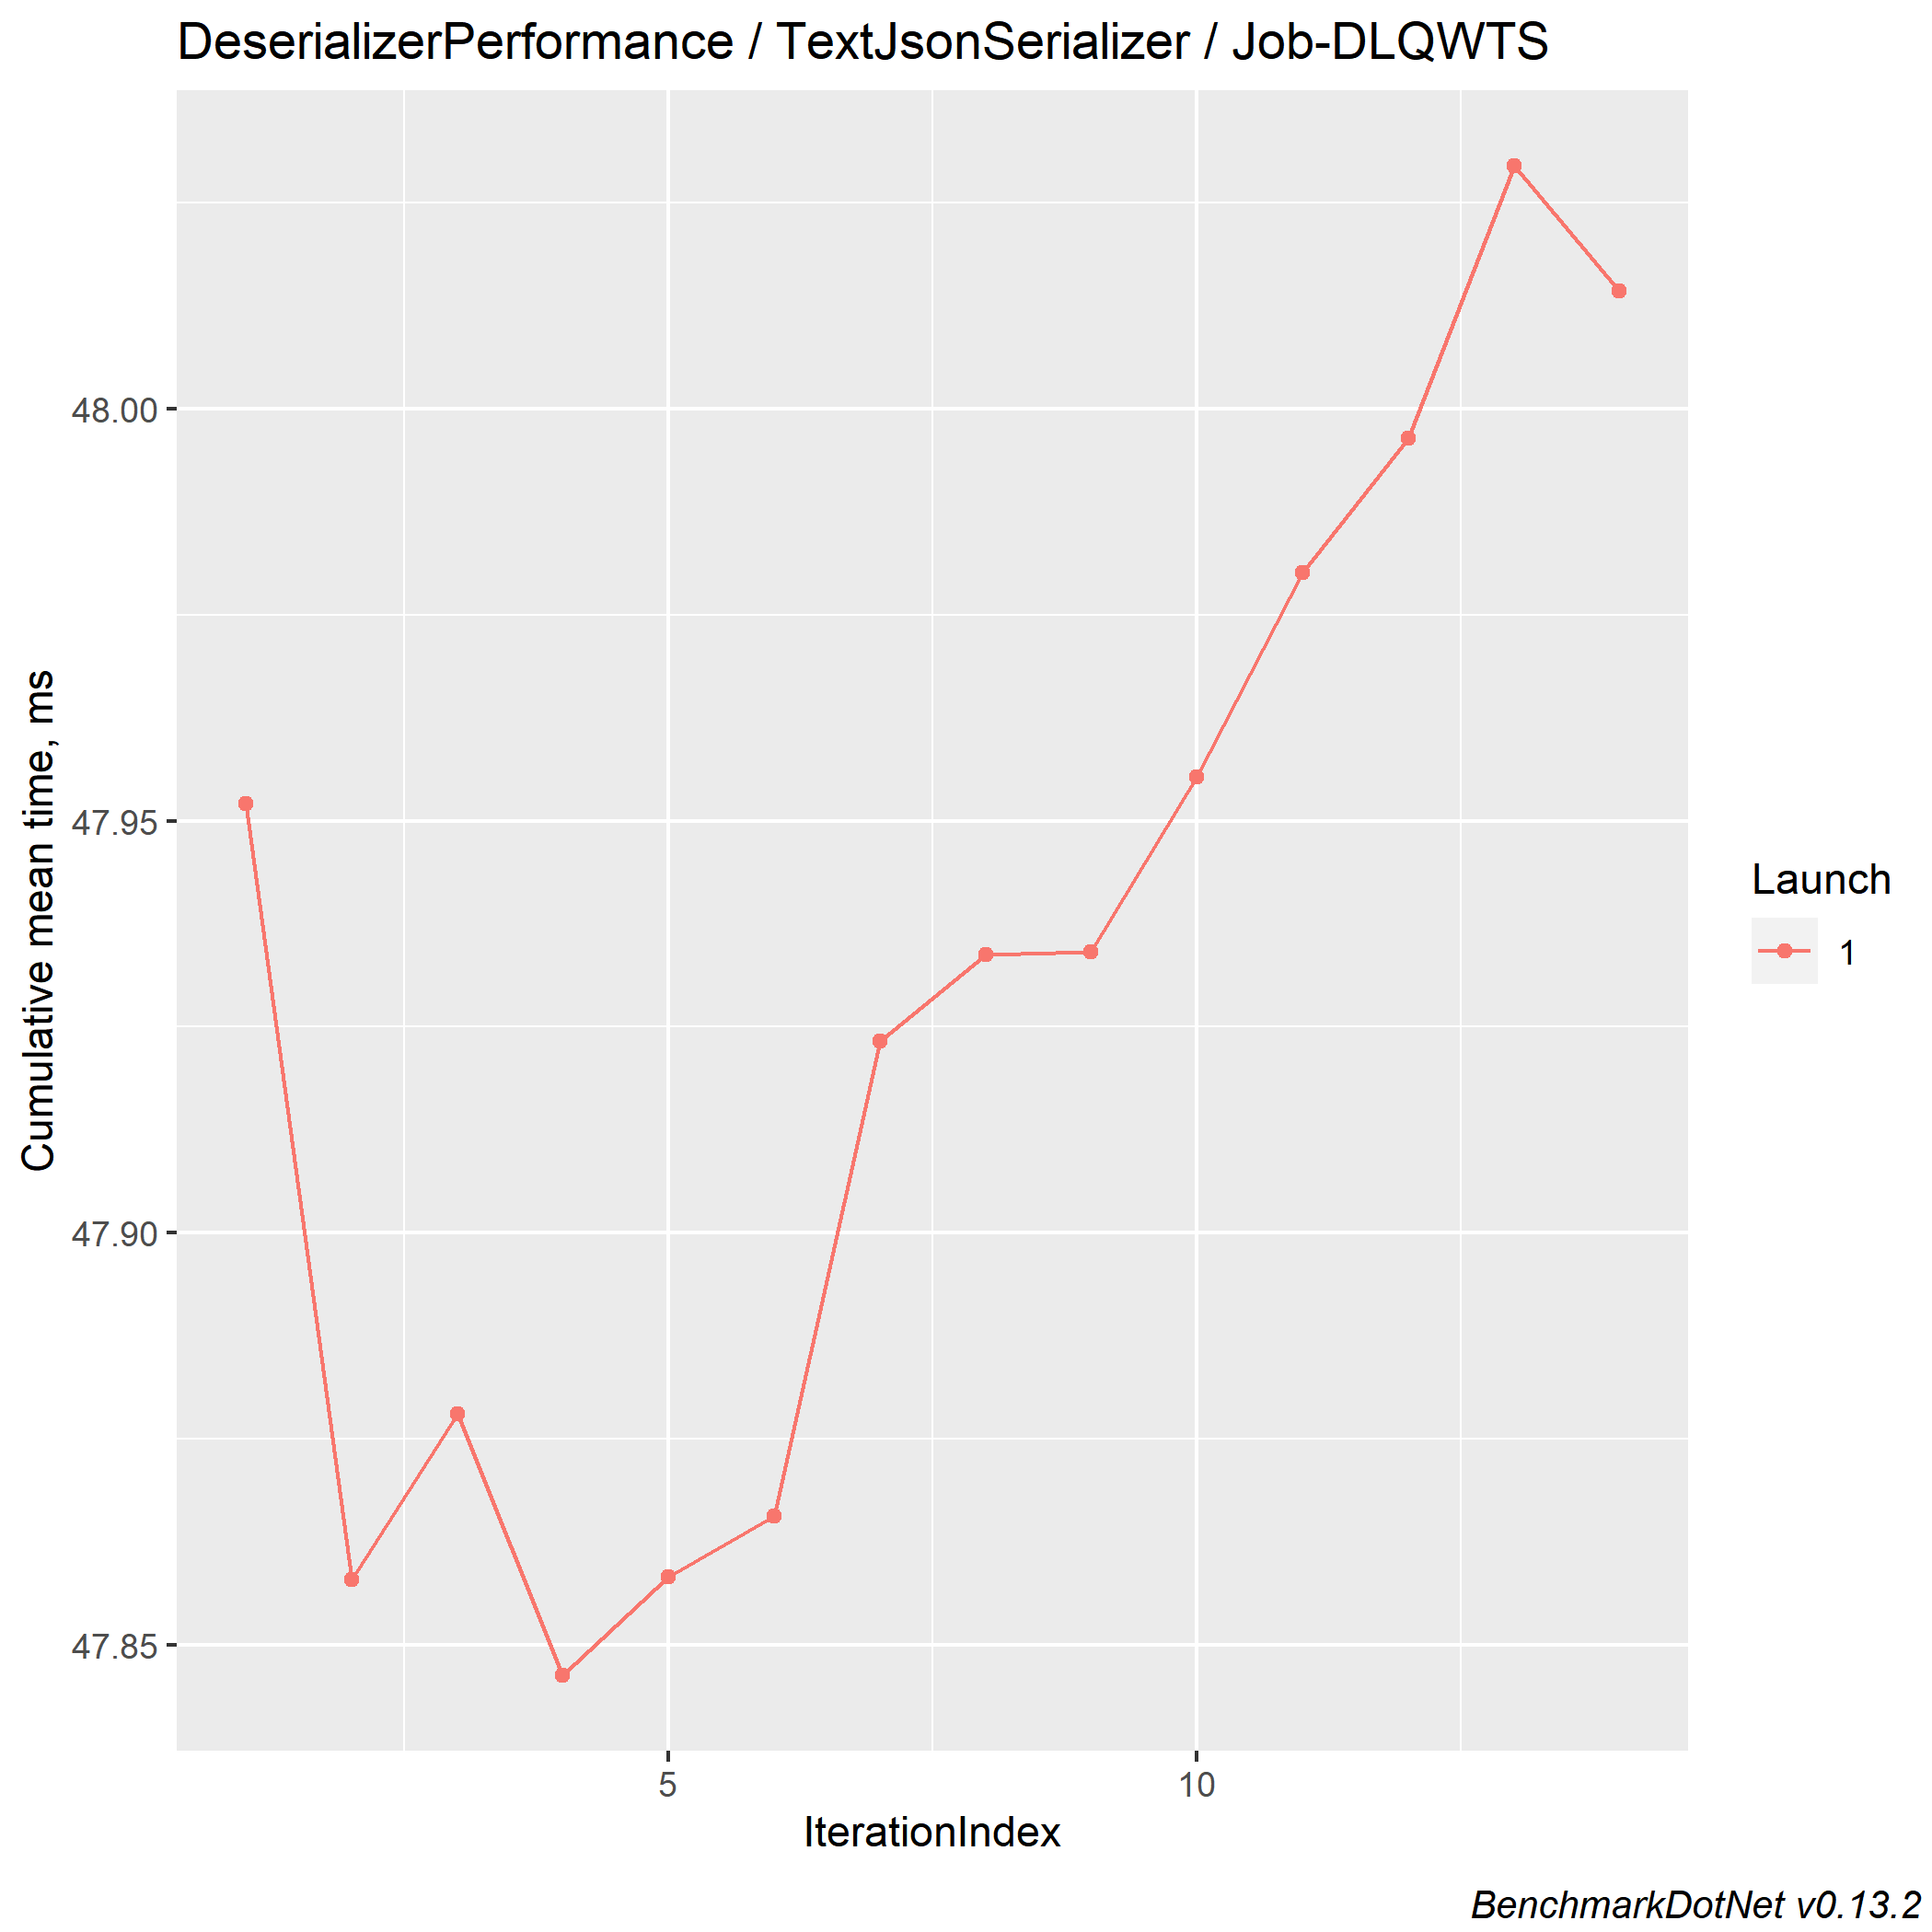 DeserializerPerformance / TextJsonSerializer / Job-DLQWTS
Cumulative mean time, ms
48.00
47.95
47.90
47.85
5
10
IterationIndex
Launch
1
BenchmarkDotNet v0.13.2